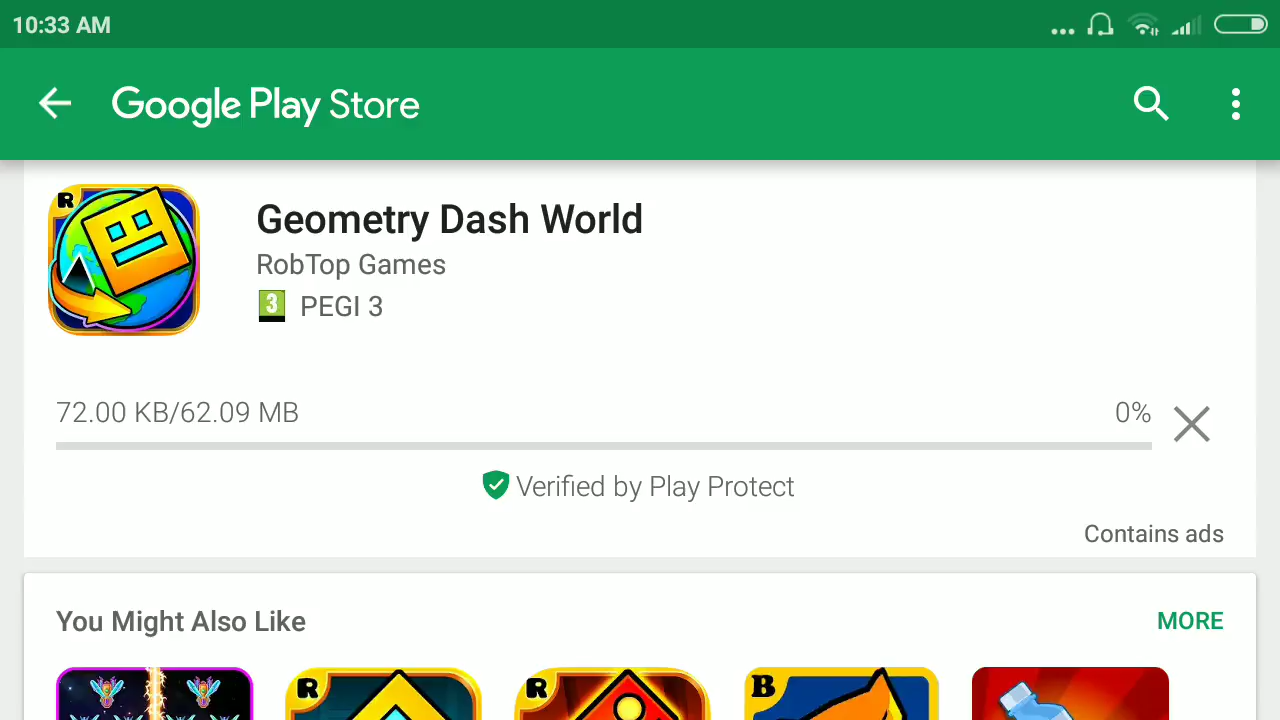 10:33 AM
Google Play Store
R
Geometry Dash World
RobTop Games
3 PEGI 3
72.00 KB/62.09 MB 0%
Verified by Play Protect
Contains ads
You Might Also Like MORE
R R B